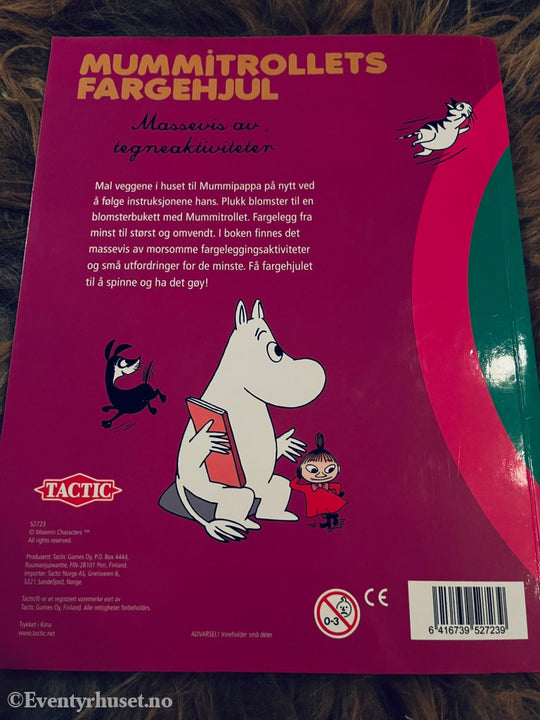 MUMMITROLLETS
FARGEHJUL
Massevis av
tegneaktiviteter
Mal veggene i huset til Mummipappa på nytt ved
å følge instruksjonene hans. Plukk blomster til en
blomsterbukett med Mummitrollet. Fargelegg fra
minst til størst og omvendt. I boken finnes det
massevis av morsomme fargeleggingsaktiviteter
og små utfordringer for de minste. Få fargehjulet
til å spinne og ha det gøy!
TACTIC
52723
© Moomin Characters ™
All rights reserved.
Produsent: Tactic Games Oy, P.O. Box 4444,
Raumanjuovantie, FIN-28101 Pori, Finland.
Importør: Tactic Norge AS, Gneisveien 6,
3221 Sandefjord, Norge.
Tactic® er et registrert varemerke eiet av
Tactic Games Oy, Finland. Alle rettigheter forbeholdes.
Trykket i Kina
www.tactic.net
ADVARSEL! Inneholder små deler
0-3
CE
6 416739 527239
©Eventyrhuset.no